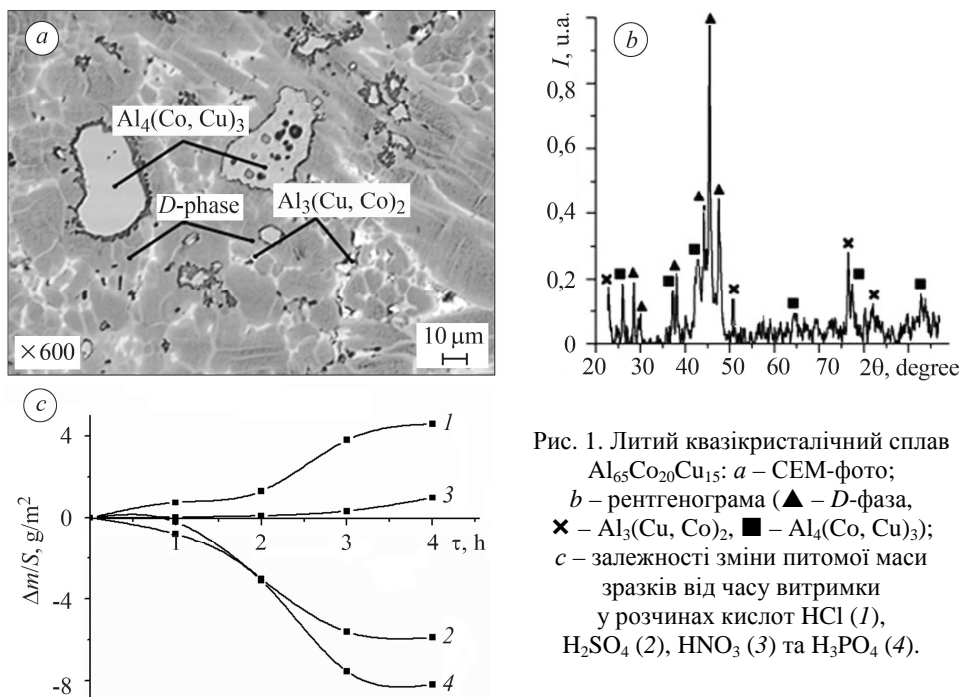 a
Al₄(Co, Cu)₃
D-phase
Al₃(Cu, Co)₂
×600
10 μm
b
I, u.a.
1,0
0,8
0,6
0,4
0,2
0
20 30 40 50 60 70 2θ, degree
c
Δm/S, g/m²
4
0
-4
-8
1
2
3
4
1 2 3 4 τ, h
Рис. 1. Литий квазікристалічний сплав
Al₆₅Co₂₀Cu₁₅: a – СЕМ-фото;
b – рентгенограма (▲ – D-фаза,
✖ – Al₃(Cu, Co)₂, ■ – Al₄(Co, Cu)₃);
c – залежності зміни питомої маси
зразків від часу витримки
у розчинах кислот HCl (1),
H₂SO₄ (2), HNO₃ (3) та H₃PO₄ (4).